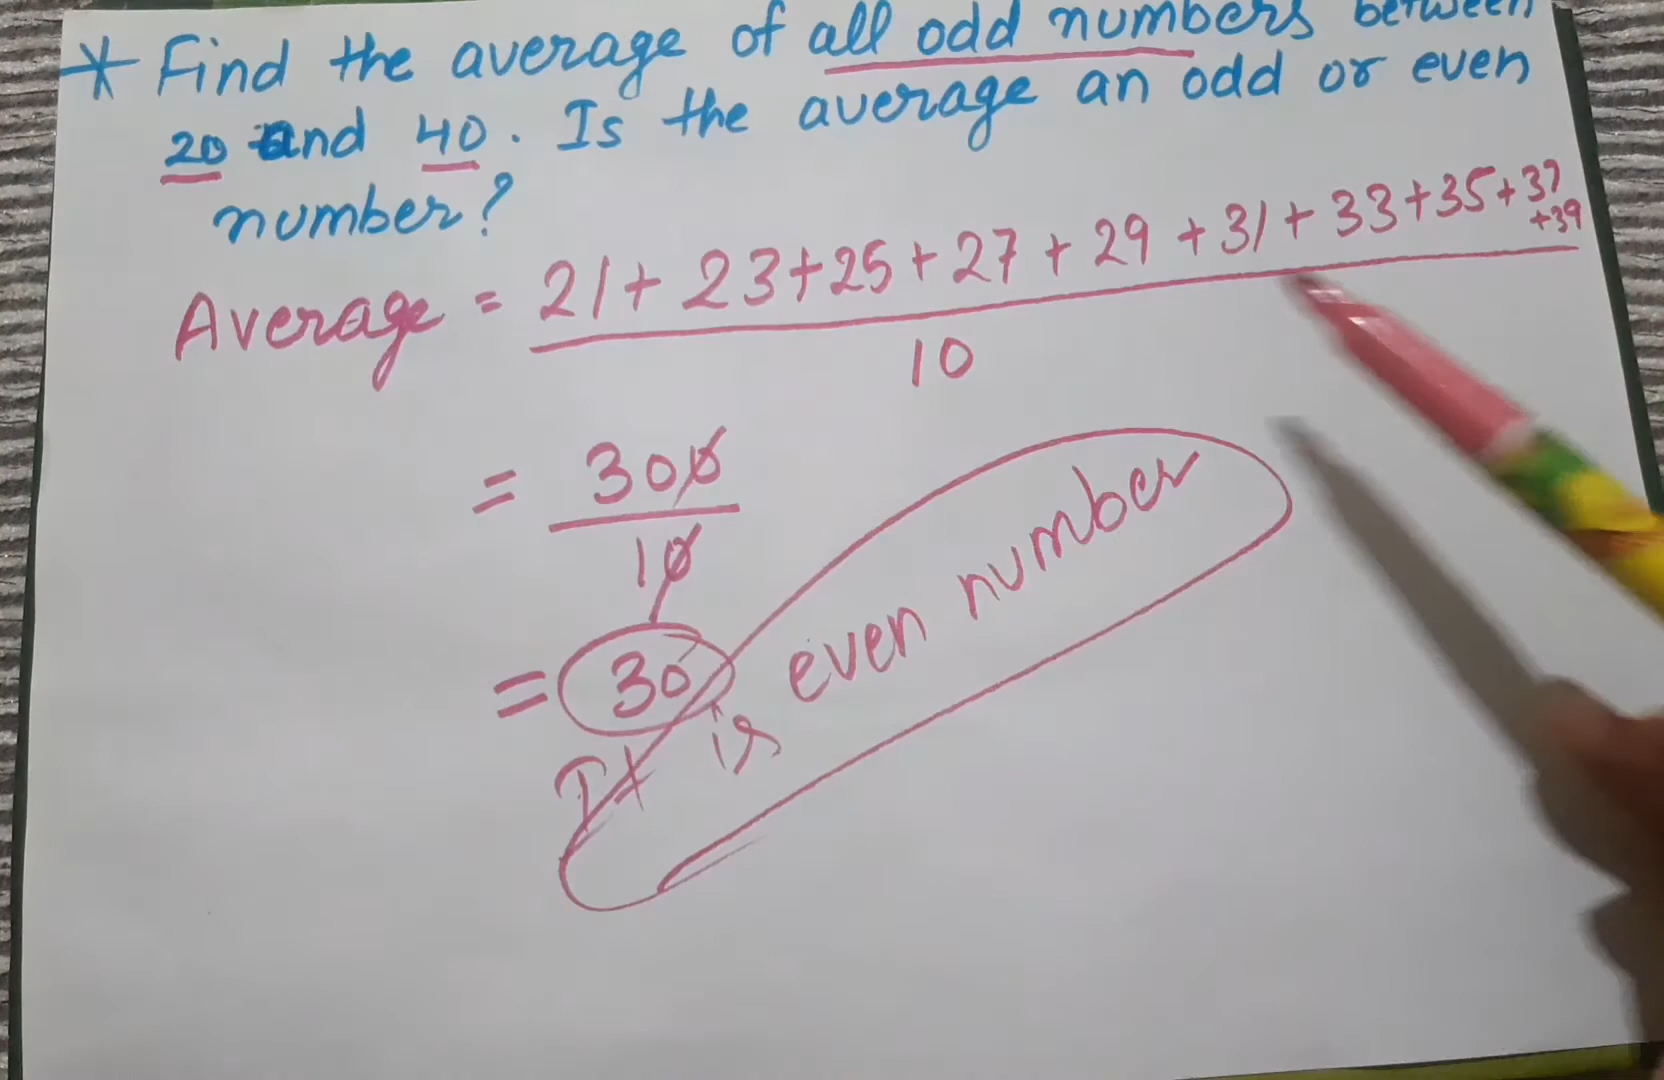 * Find the average of all odd numbers between
20 and 40. Is the average an odd or even
number?
Average = 21 + 23 + 25 + 27 + 29 + 31 + 33 + 35 + 37
+39
10
= 300
10
= 30
It is even number